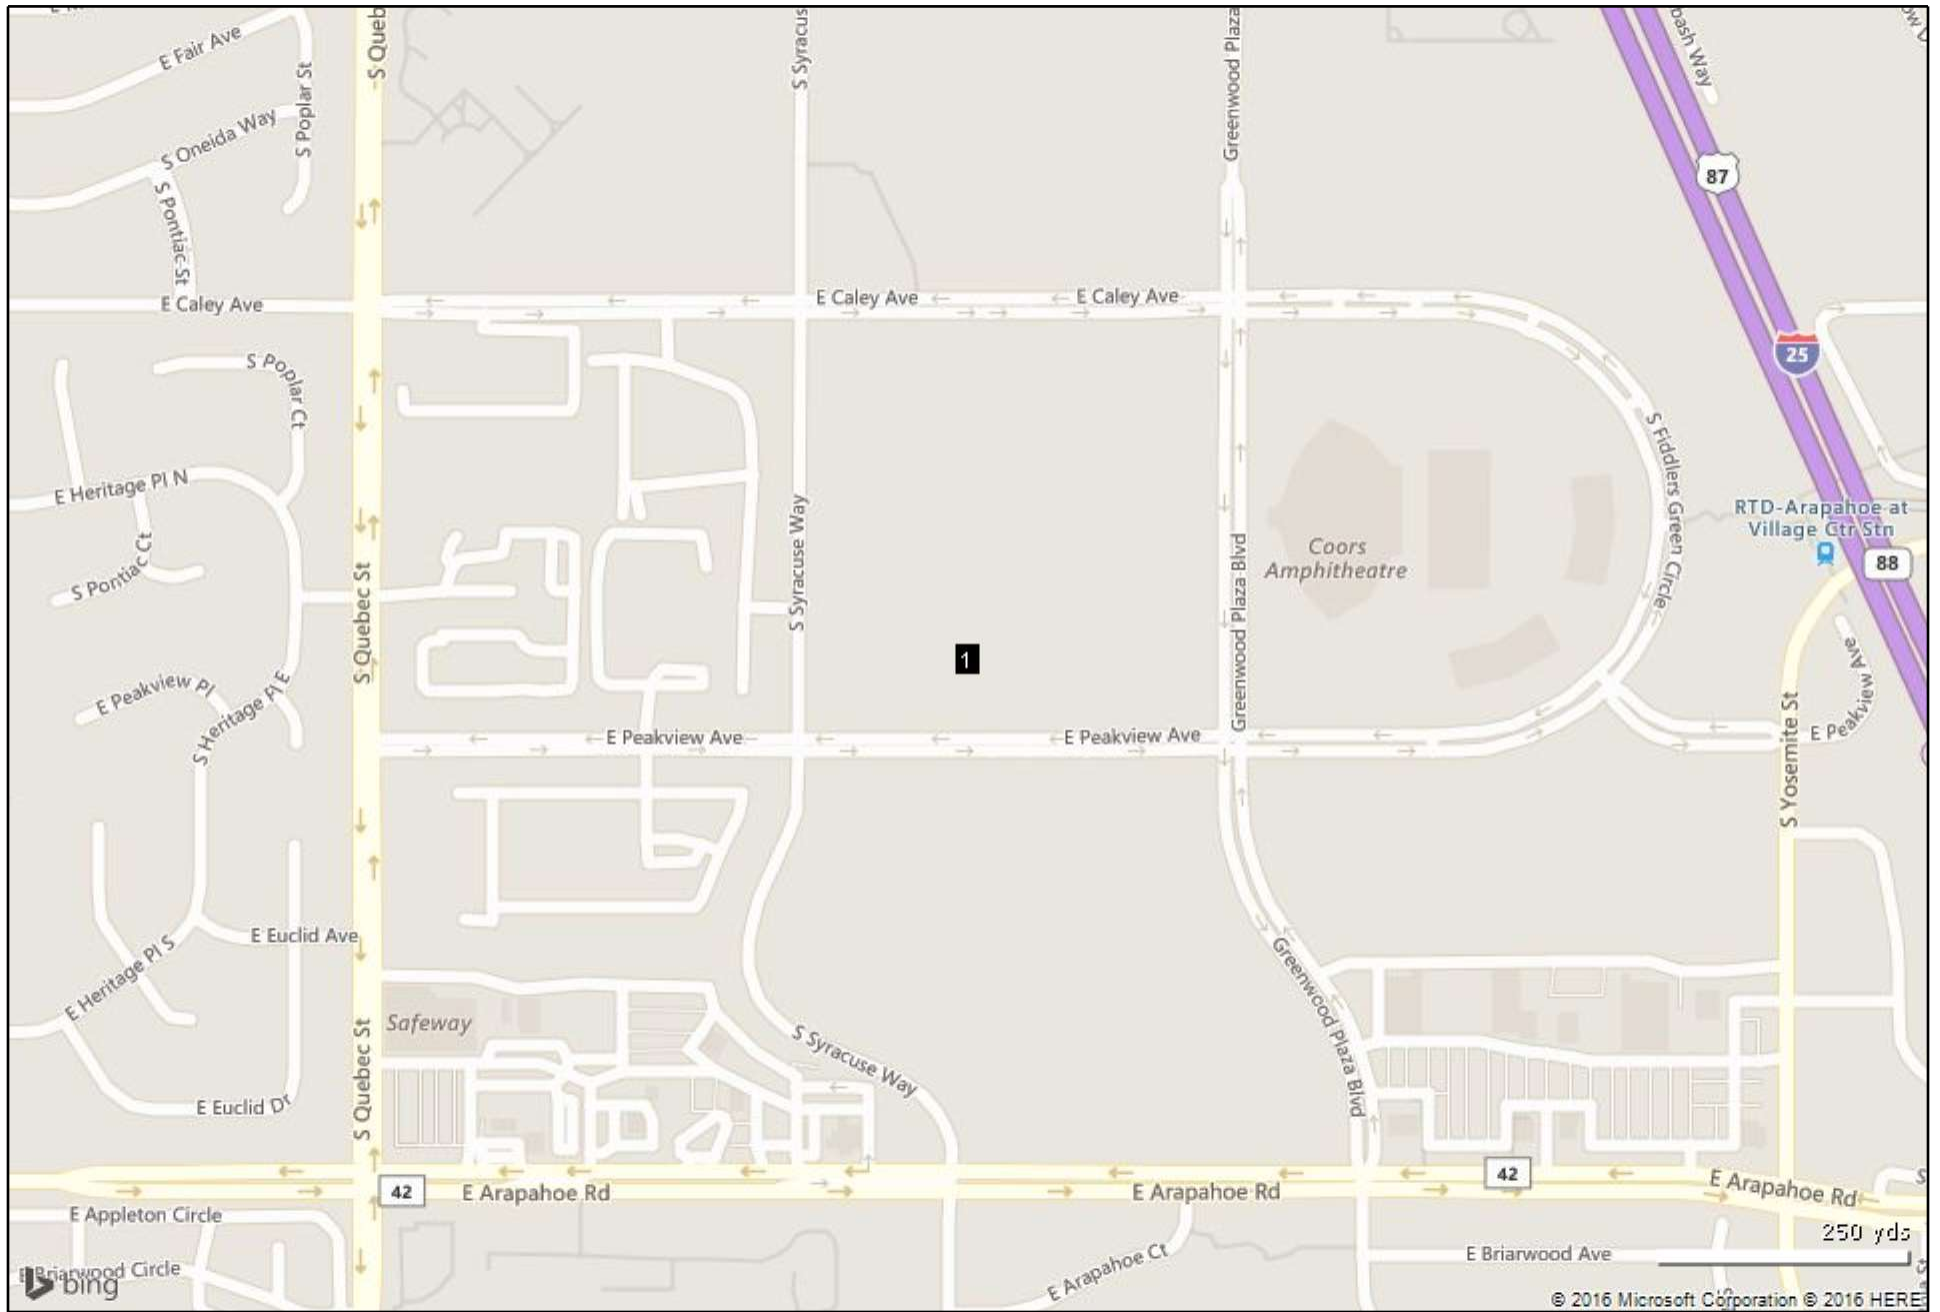 E Fair Ave
S Poplar St
S Queb
S Syracus
Greenwood Plaza
bash Way
S Oneida Way
S Pontiac St
87
E Caley Ave
E Caley Ave
E Caley Ave
25
S Poplar Ct
E Heritage Pl N
S Pontiac Ct
S Syracuse Way
S Fiddlers Green Circle
RTD-Arapahoe at
Village Ctr Stn
88
Coors
Amphitheatre
S Quebec St
Greenwood Plaza Blvd
1
E Peakview Pl
S Heritage Pl E
E Peakview Ave
E Peakview Ave
E Peakview Ave
S Yosemite St
E Euclid Ave
E Heritage Pl S
Safeway
S Quebec St
S Syracuse Way
Greenwood Plaza Blvd
E Euclid Dr
42
E Arapahoe Rd
E Arapahoe Rd
42
E Arapahoe Rd
E Appleton Circle
250 yds
E Briarwood Ave
E Arapahoe Ct
E Briarwood Circle
bing
© 2016 Microsoft Corporation © 2016 HERE